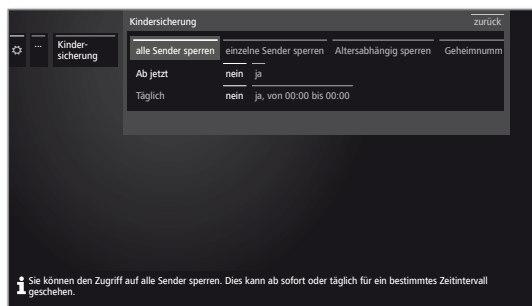 Kindersicherung
zurück
...
Kinder-
sicherung
alle Sender sperren
einzelne Sender sperren
Altersabhängig sperren
Geheimnumm
Ab jetzt
nein
ja
Täglich
nein
ja, von 00:00 bis 00:00
Sie können den Zugriff auf alle Sender sperren. Dies kann ab sofort oder täglich für ein bestimmtes Zeitintervall
geschehen.